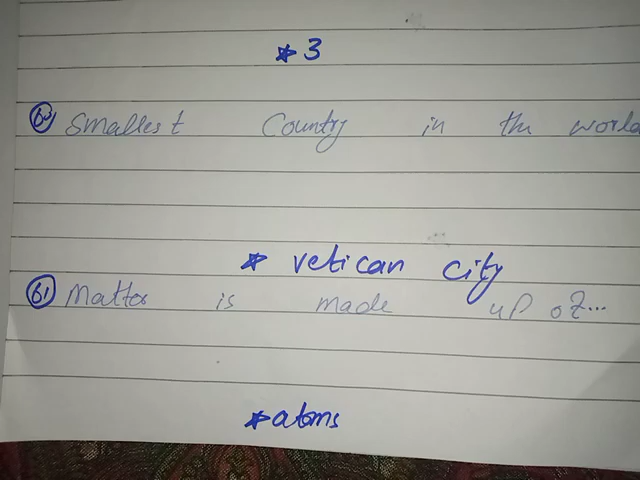 * 3
60 Smallest Country in the world
* vetican city
61 Matter is made up of...
* atoms